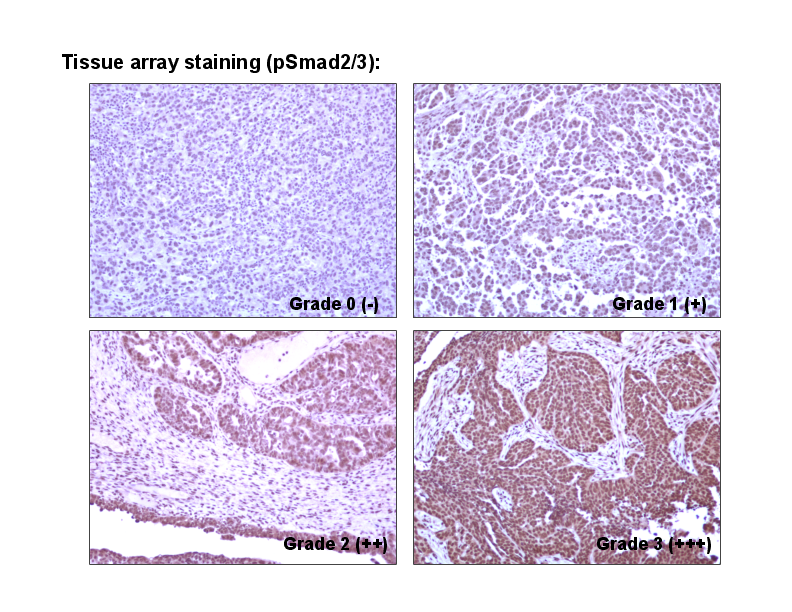 Tissue array staining (pSmad2/3):
Grade 0 (-)
Grade 1 (+)
Grade 2 (++)
Grade 3 (+++)